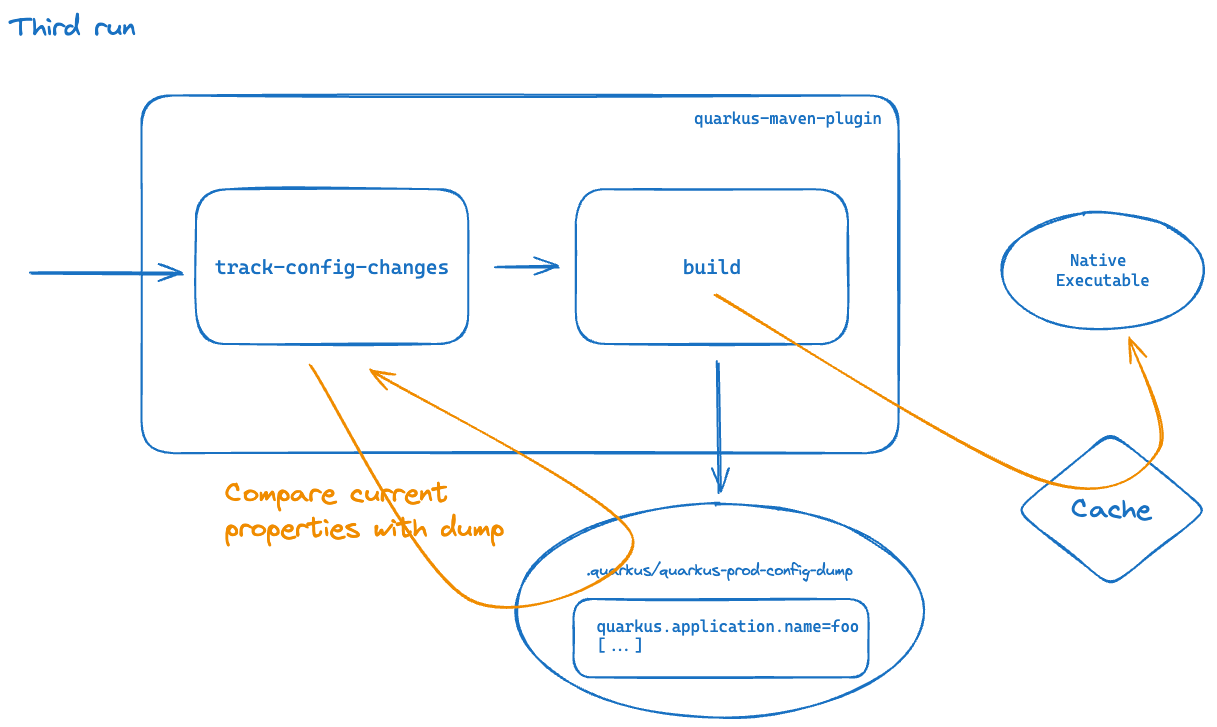 Third run
quarkus-maven-plugin
track-config-changes
build
Native
Executable
Compare current
properties with dump
Cache
.quarkus/quarkus-prod-config-dump
quarkus.application.name=foo
[...]